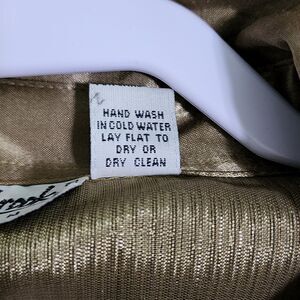 HAND WASH
IN COLD WATER
LAY FLAT TO
DRY OR
DRY CLEAN